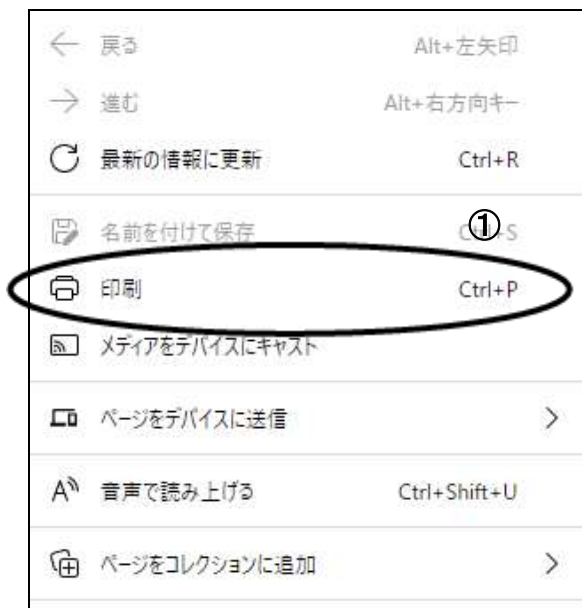 戻る Alt+左矢印
進む Alt+右方向キー
最新の情報に更新 Ctrl+R
名前を付けて保存 Ctrl+S
①
印刷 Ctrl+P
メディアをデバイスにキャスト
ページをデバイスに送信
音声で読み上げる Ctrl+Shift+U
ページをコレクションに追加